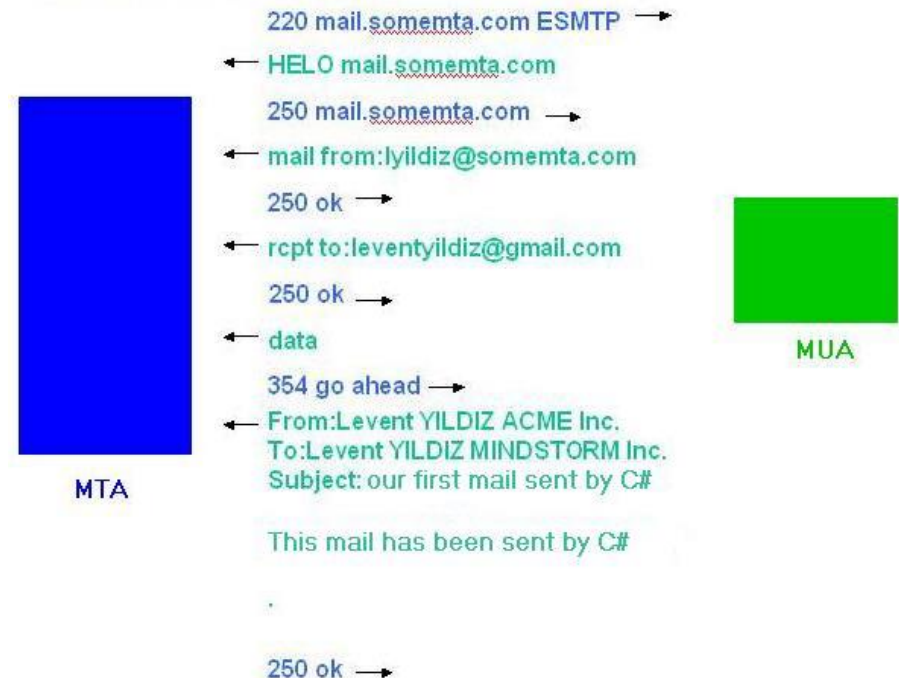 220 mail.somemta.com ESMTP
HELO mail.somemta.com
250 mail.somemta.com
mail from:lyildiz@somemta.com
250 ok
rcpt to:leventyildiz@gmail.com
250 ok
data
MUA
354 go ahead
From:Levent YILDIZ ACME Inc.
To:Levent YILDIZ MINDSTORM Inc.
Subject: our first mail sent by C#
MTA
This mail has been sent by C#
.
250 ok